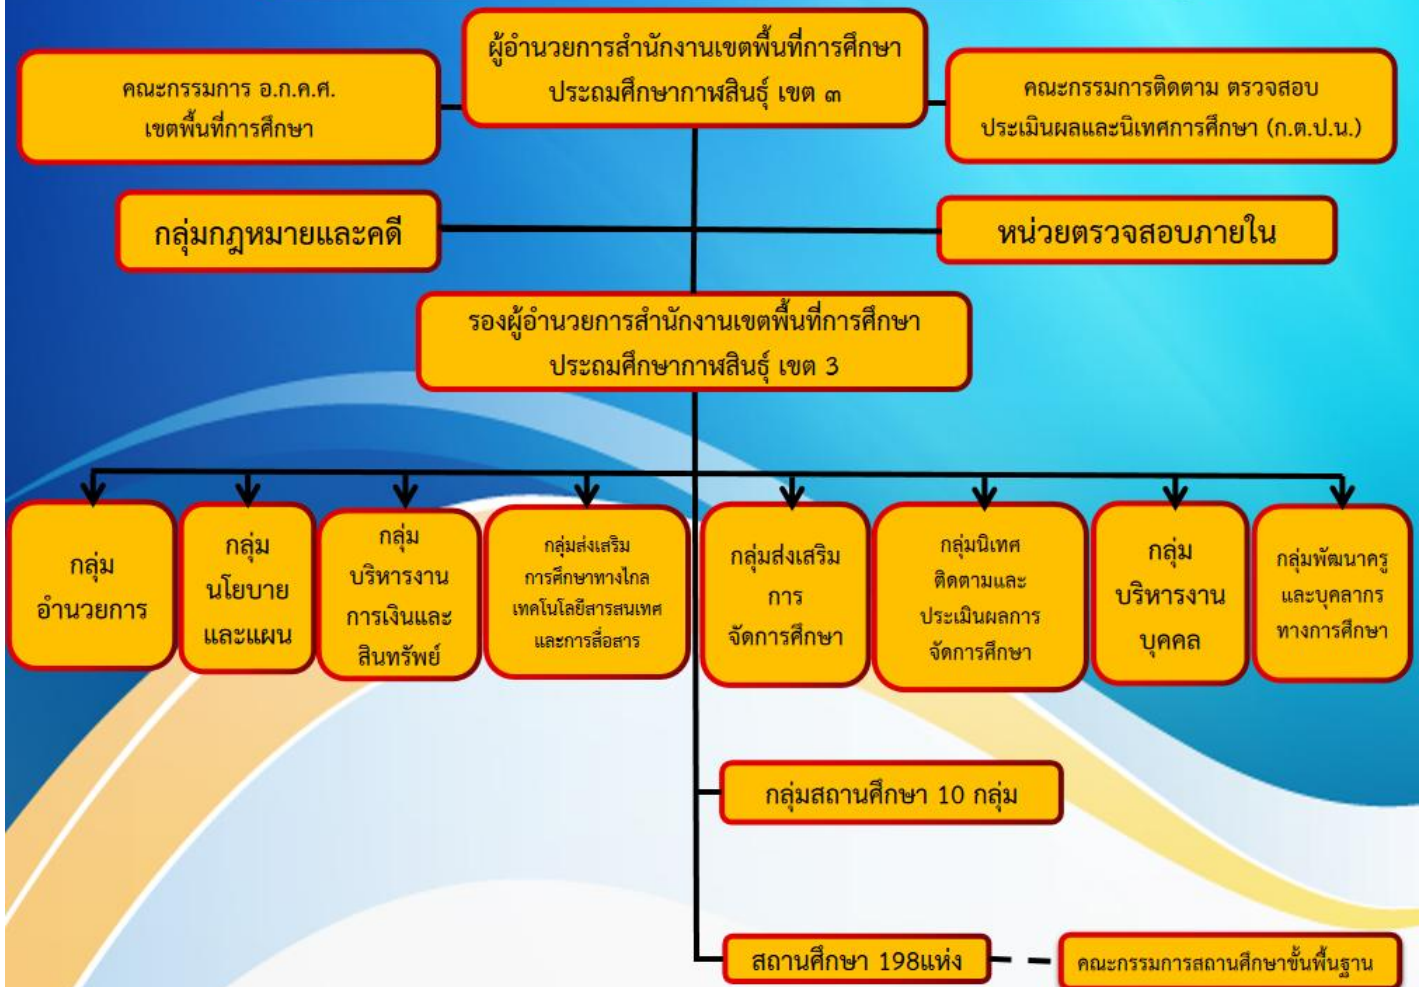 ผู้อำนวยการสำนักงานเขตพื้นที่การศึกษา
ประถมศึกษากาฬสินธุ์ เขต ๓
คณะกรรมการ อ.ก.ค.ศ.
เขตพื้นที่การศึกษา
คณะกรรมการติดตาม ตรวจสอบ
ประเมินผลและนิเทศการศึกษา (ก.ต.ป.น.)
กลุ่มกฎหมายและคดี
หน่วยตรวจสอบภายใน
รองผู้อำนวยการสำนักงานเขตพื้นที่การศึกษา
ประถมศึกษากาฬสินธุ์ เขต 3
กลุ่ม
อำนวยการ
กลุ่ม
นโยบาย
และแผน
กลุ่ม
บริหารงาน
การเงินและ
สินทรัพย์
กลุ่มส่งเสริม
การศึกษาทางไกล
เทคโนโลยีสารสนเทศ
และการสื่อสาร
กลุ่มส่งเสริม
การ
จัดการศึกษา
กลุ่มนิเทศ
ติดตามและ
ประเมินผลการ
จัดการศึกษา
กลุ่ม
บริหารงาน
บุคคล
กลุ่มพัฒนาครู
และบุคลากร
ทางการศึกษา
กลุ่มสถานศึกษา 10 กลุ่ม
สถานศึกษา 198แห่ง
คณะกรรมการสถานศึกษาขั้นพื้นฐาน